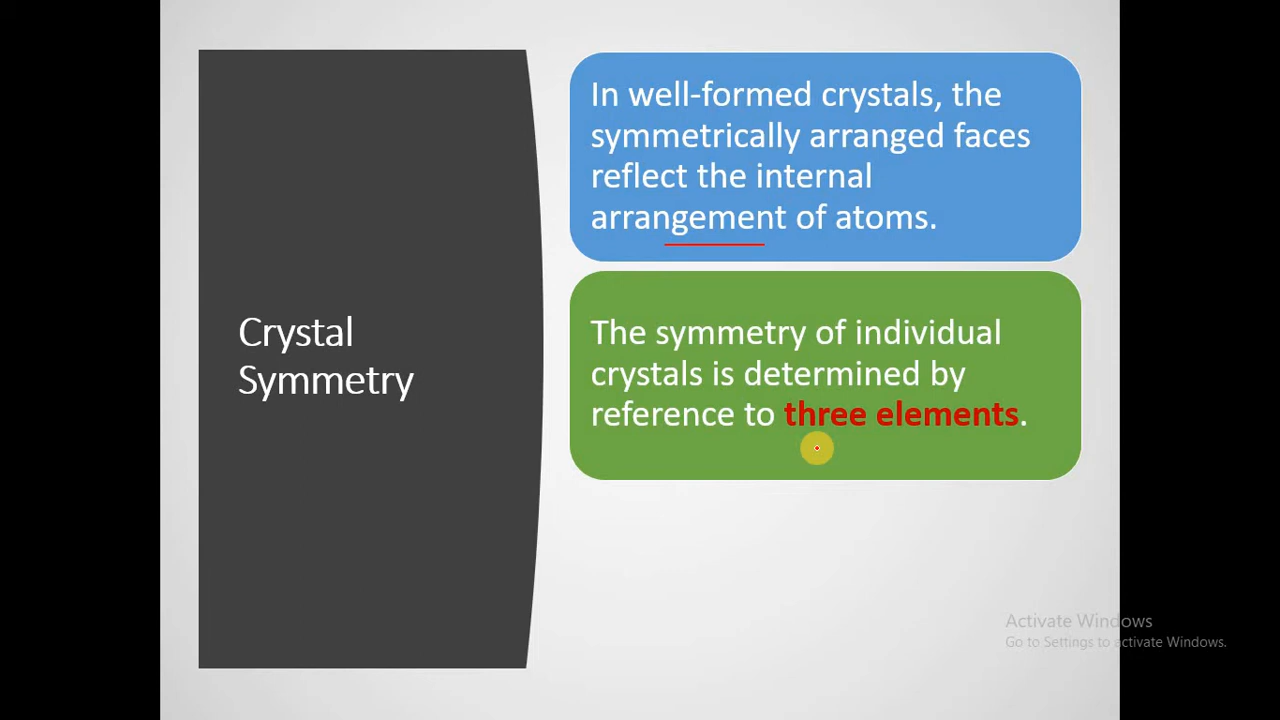 Crystal
Symmetry
In well-formed crystals, the
symmetrically arranged faces
reflect the internal
arrangement of atoms.
The symmetry of individual
crystals is determined by
reference to three elements.
Activate Windows
Go to Settings to activate Windows.